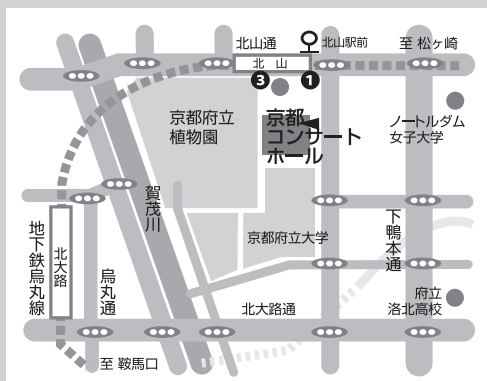 北山通
北山駅前
至 松ヶ崎
北 山
3
1
京都府立
植物園
京都
コンサート
ホール
ノートルダム
女子大学
賀茂川
京都府立大学
下鴨本通
地下鉄烏丸線
北大路
烏丸通
北大路通
府立
洛北高校
至 鞍馬口